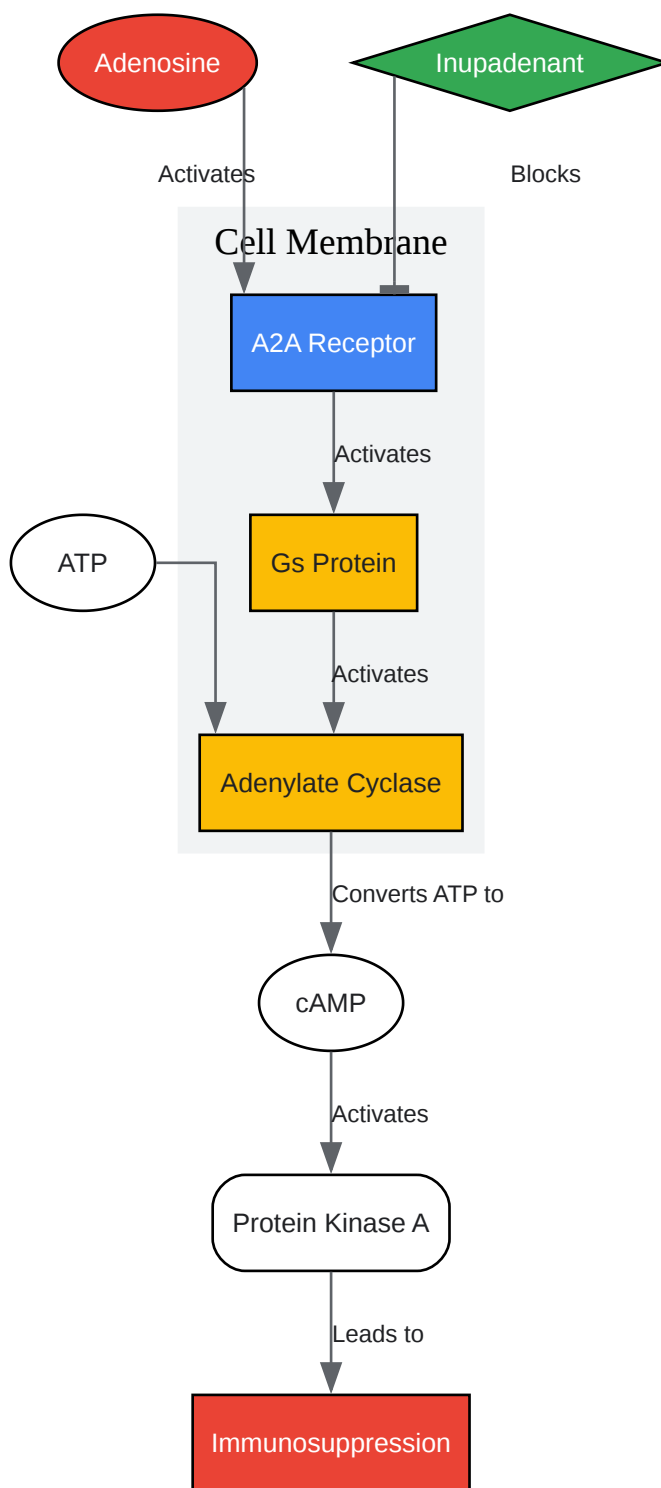 Adenosine
Inupadenant
Activates
Blocks
Cell Membrane
A2A Receptor
Activates
ATP
Gs Protein
Activates
Adenylate Cyclase
Converts ATP to
cAMP
Activates
Protein Kinase A
Leads to
Immunosuppression